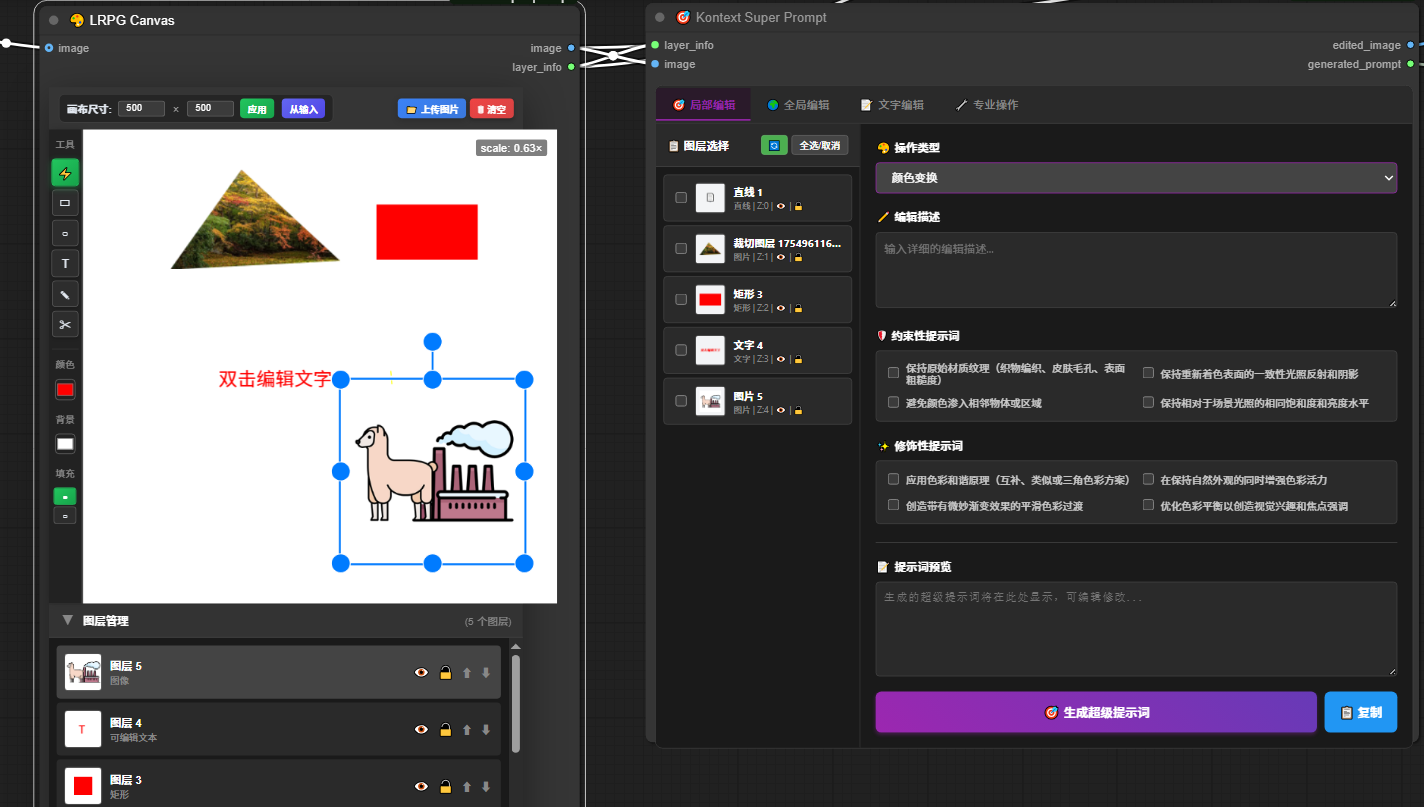 LRPG Canvas
image
image
layer_info
画布尺寸: 500 × 500 应用 从输入 上传图片 清空
工具
scale: 0.63×
T
颜色
背景
填充
双击编辑文字
图层管理 (5 个图层)
图层 5
图像
T
图层 4
可编辑文本
图层 3
矩形
Kontext Super Prompt
layer_info
edited_image
image
generated_prompt
局部编辑 全局编辑 文字编辑 专业操作
图层选择 全选/取消
直线 1
直线 | Z:0 |
裁切图层 175496116...
图片 | Z:1 |
矩形 3
矩形 | Z:2 |
文字 4
文字 | Z:3 |
图片 5
图片 | Z:4 |
操作类型
颜色变换
编辑描述
输入详细的编辑描述...
约束性提示词
保持原始材质纹理（织物编织、皮肤毛孔、表面
粗糙度）
保持重新着色表面的一致性光照反射和阴影
避免颜色渗入相邻物体或区域
保持相对于场景光照的相同饱和度和亮度水平
修饰性提示词
应用色彩和谐原理（互补、类似或三角色彩方案）
在保持自然外观的同时增强色彩活力
创造带有微妙渐变效果的平滑色彩过渡
优化色彩平衡以创造视觉兴趣和焦点强调
提示词预览
生成的超级提示词将在此处显示，可编辑修改...
生成超级提示词
复制